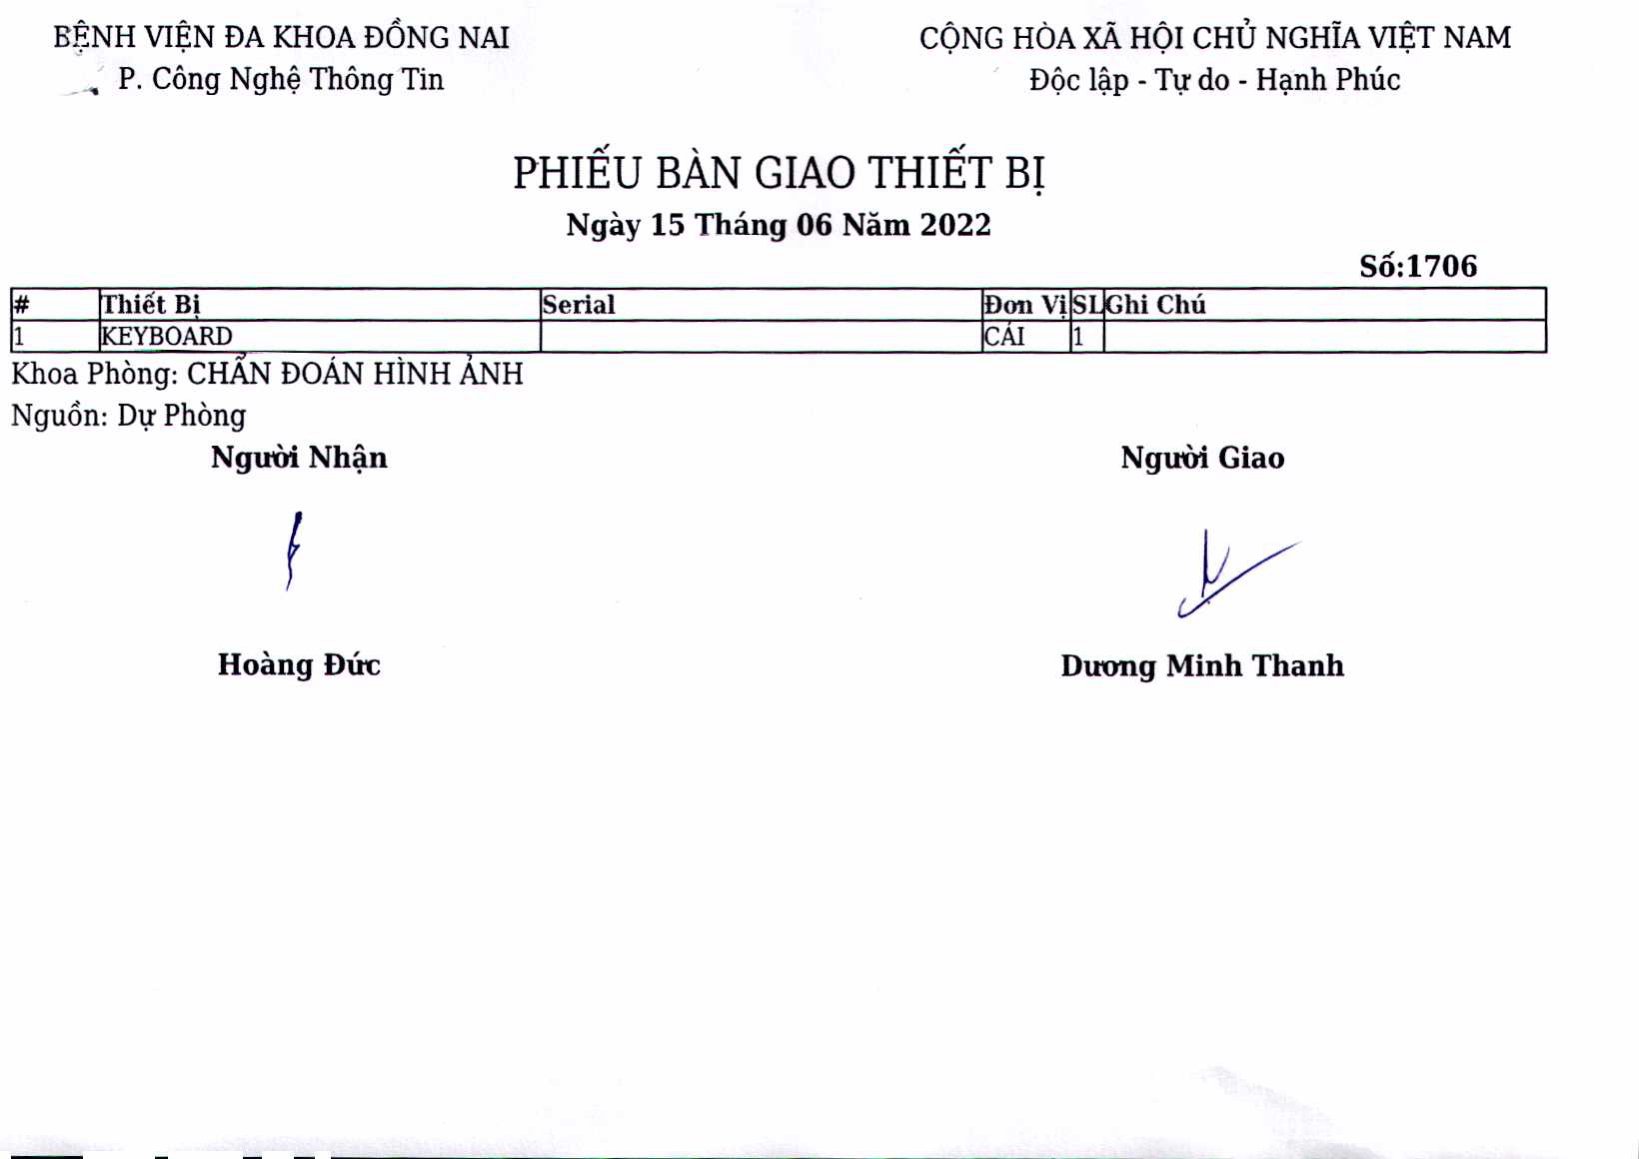 BỆNH VIỆN ĐA KHOA ĐỒNG NAI
P. Công Nghệ Thông Tin
CỘNG HÒA XÃ HỘI CHỦ NGHĨA VIỆT NAM
Độc lập - Tự do - Hạnh Phúc
PHIẾU BÀN GIAO THIẾT BỊ
Ngày 15 Tháng 06 Năm 2022
Số:1706
# Thiết Bị Serial Đơn Vị SL Ghi Chú
1 KEYBOARD CÁI 1
Khoa Phòng: CHẨN ĐOÁN HÌNH ẢNH
Nguồn: Dự Phòng
Người Nhận Người Giao
Hoàng Đức Dương Minh Thanh